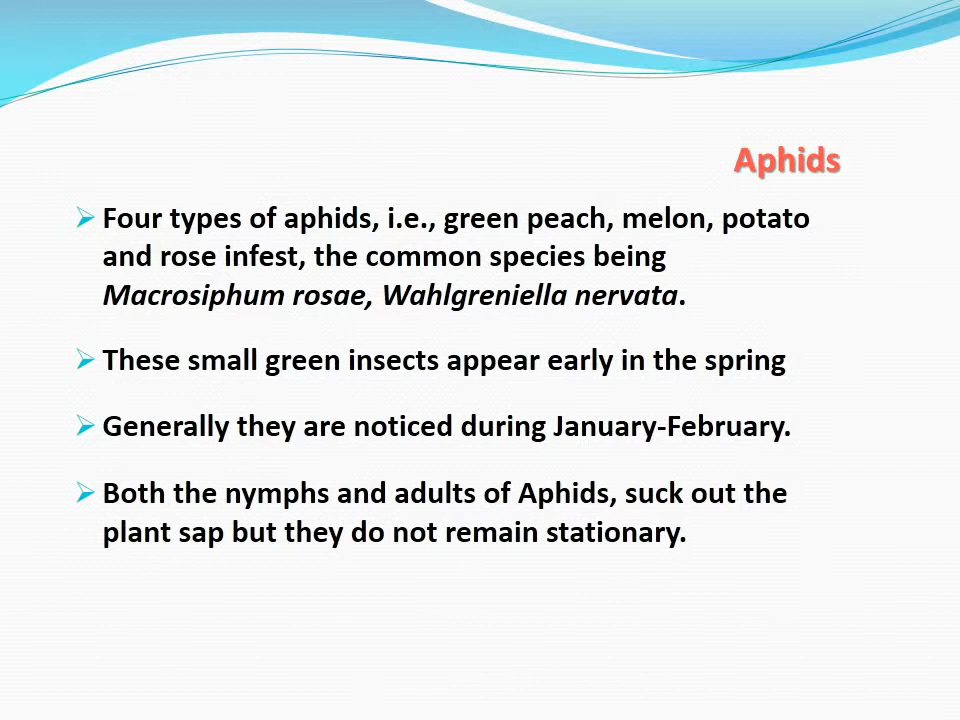 Aphids
Four types of aphids, i.e., green peach, melon, potato
and rose infest, the common species being
Macrosiphum rosae, Wahlgreniella nervata.
These small green insects appear early in the spring
Generally they are noticed during January-February.
Both the nymphs and adults of Aphids, suck out the
plant sap but they do not remain stationary.